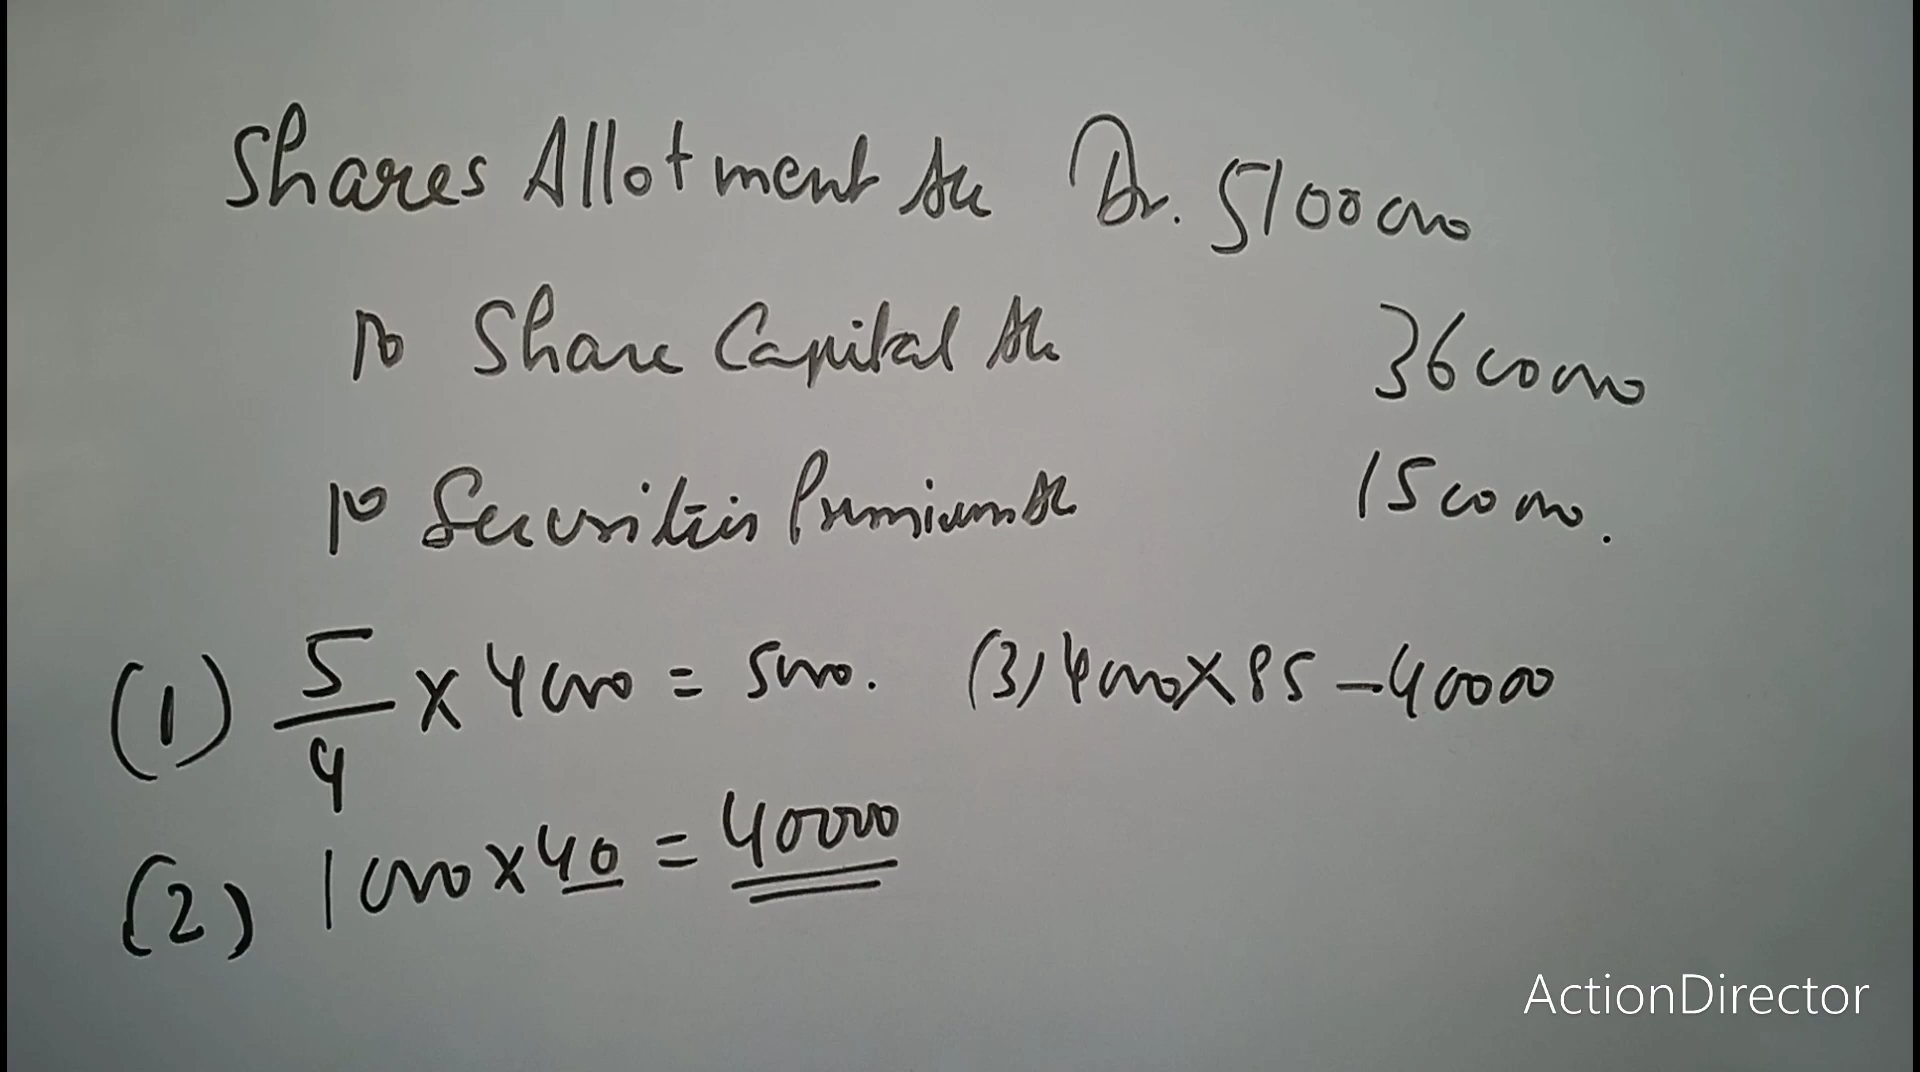 Shares Allotment A/c Dr. 5100000
To Share Capital A/c 3600000
To Securities Premium A/c 1500000.
(1) 5/4 x 4000 = 5000. (3) 4000 x 85 - 40000
(2) 1000 x 40 = 40000
ActionDirector